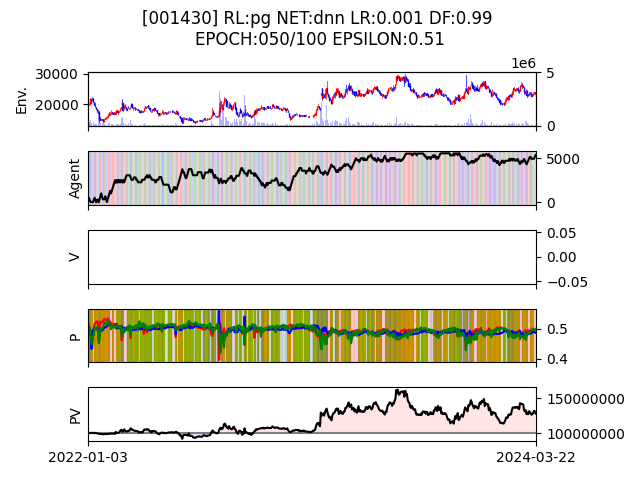 [001430] RL:pg NET:dnn LR:0.001 DF:0.99
EPOCH:050/100 EPSILON:0.51
1e6
Env.
30000
20000
5
0
Agent
5000
0
V
0.05
0.00
−0.05
P
0.5
0.4
PV
150000000
100000000
2022-01-03
2024-03-22